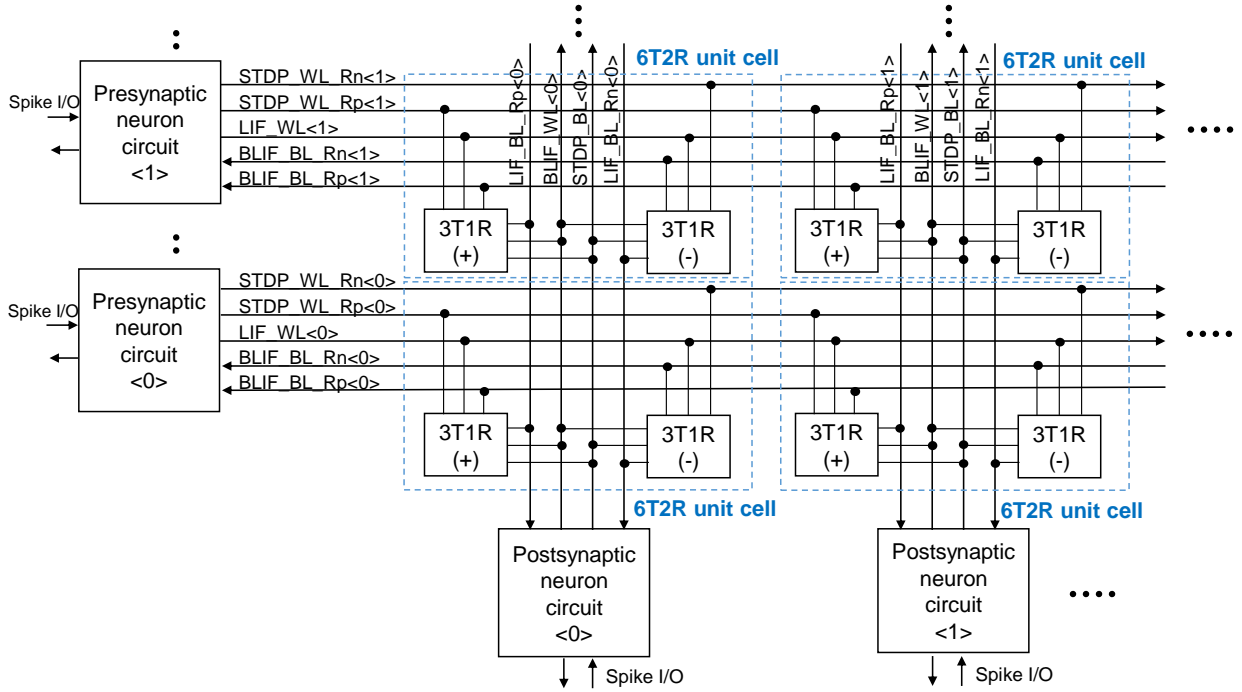 6T2R unit cell
6T2R unit cell
STDP_WL_Rn<1>
STDP_WL_Rp<1>
LIF_WL<1>
BLIF_BL_Rn<1>
BLIF_BL_Rp<1>
Spike I/O
Presynaptic
neuron
circuit
<1>
LIF_BL_Rp<0>
BLIF_WL<0>
STDP_BL<0>
LIF_BL_Rn<0>
LIF_BL_Rp<1>
BLIF_WL<1>
STDP_BL<1>
LIF_BL_Rn<1>
3T1R
(+)
3T1R
(-)
3T1R
(+)
3T1R
(-)
STDP_WL_Rn<0>
STDP_WL_Rp<0>
LIF_WL<0>
BLIF_BL_Rn<0>
BLIF_BL_Rp<0>
Spike I/O
Presynaptic
neuron
circuit
<0>
3T1R
(+)
3T1R
(-)
3T1R
(+)
3T1R
(-)
6T2R unit cell
6T2R unit cell
Postsynaptic
neuron
circuit
<0>
Postsynaptic
neuron
circuit
<1>
Spike I/O
Spike I/O